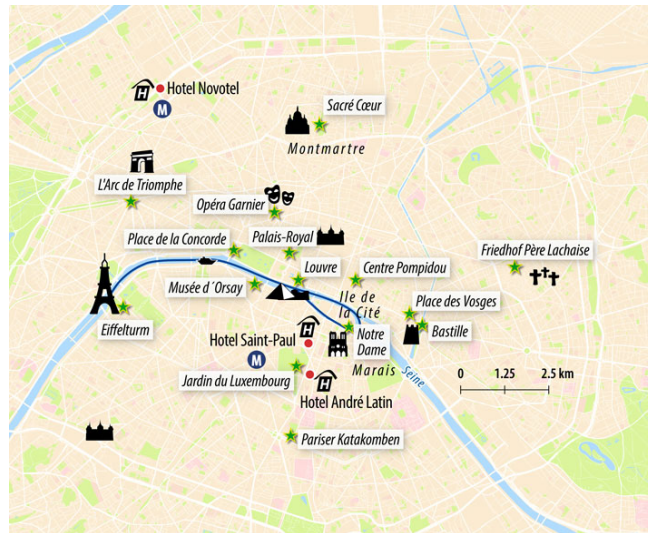 H
Hotel Novotel
M
Sacré Cœur
Montmartre
L'Arc de Triomphe
Opéra Garnier
Place de la Concorde
Palais-Royal
Friedhof Père Lachaise
Louvre
Centre Pompidou
Musée d´Orsay
Ile de
la Cité
Place des Vosges
Eiffelturm
H
Bastille
Hotel Saint-Paul
Notre
Dame
M
Marais
Seine
Jardin du Luxembourg
H
Hotel André Latin
0 1.25 2.5 km
Pariser Katakomben